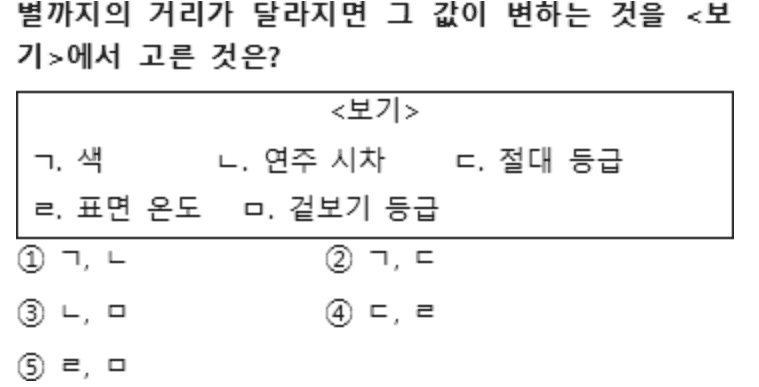 별까지의 거리가 달라지면 그 값이 변하는 것을 <보
기>에서 고른 것은?
<보기>
ㄱ. 색 ㄴ. 연주 시차 ㄷ. 절대 등급
ㄹ. 표면 온도 ㅁ. 겉보기 등급
① ㄱ, ㄴ ② ㄱ, ㄷ
③ ㄴ, ㅁ ④ ㄷ, ㄹ
⑤ ㄹ, ㅁ